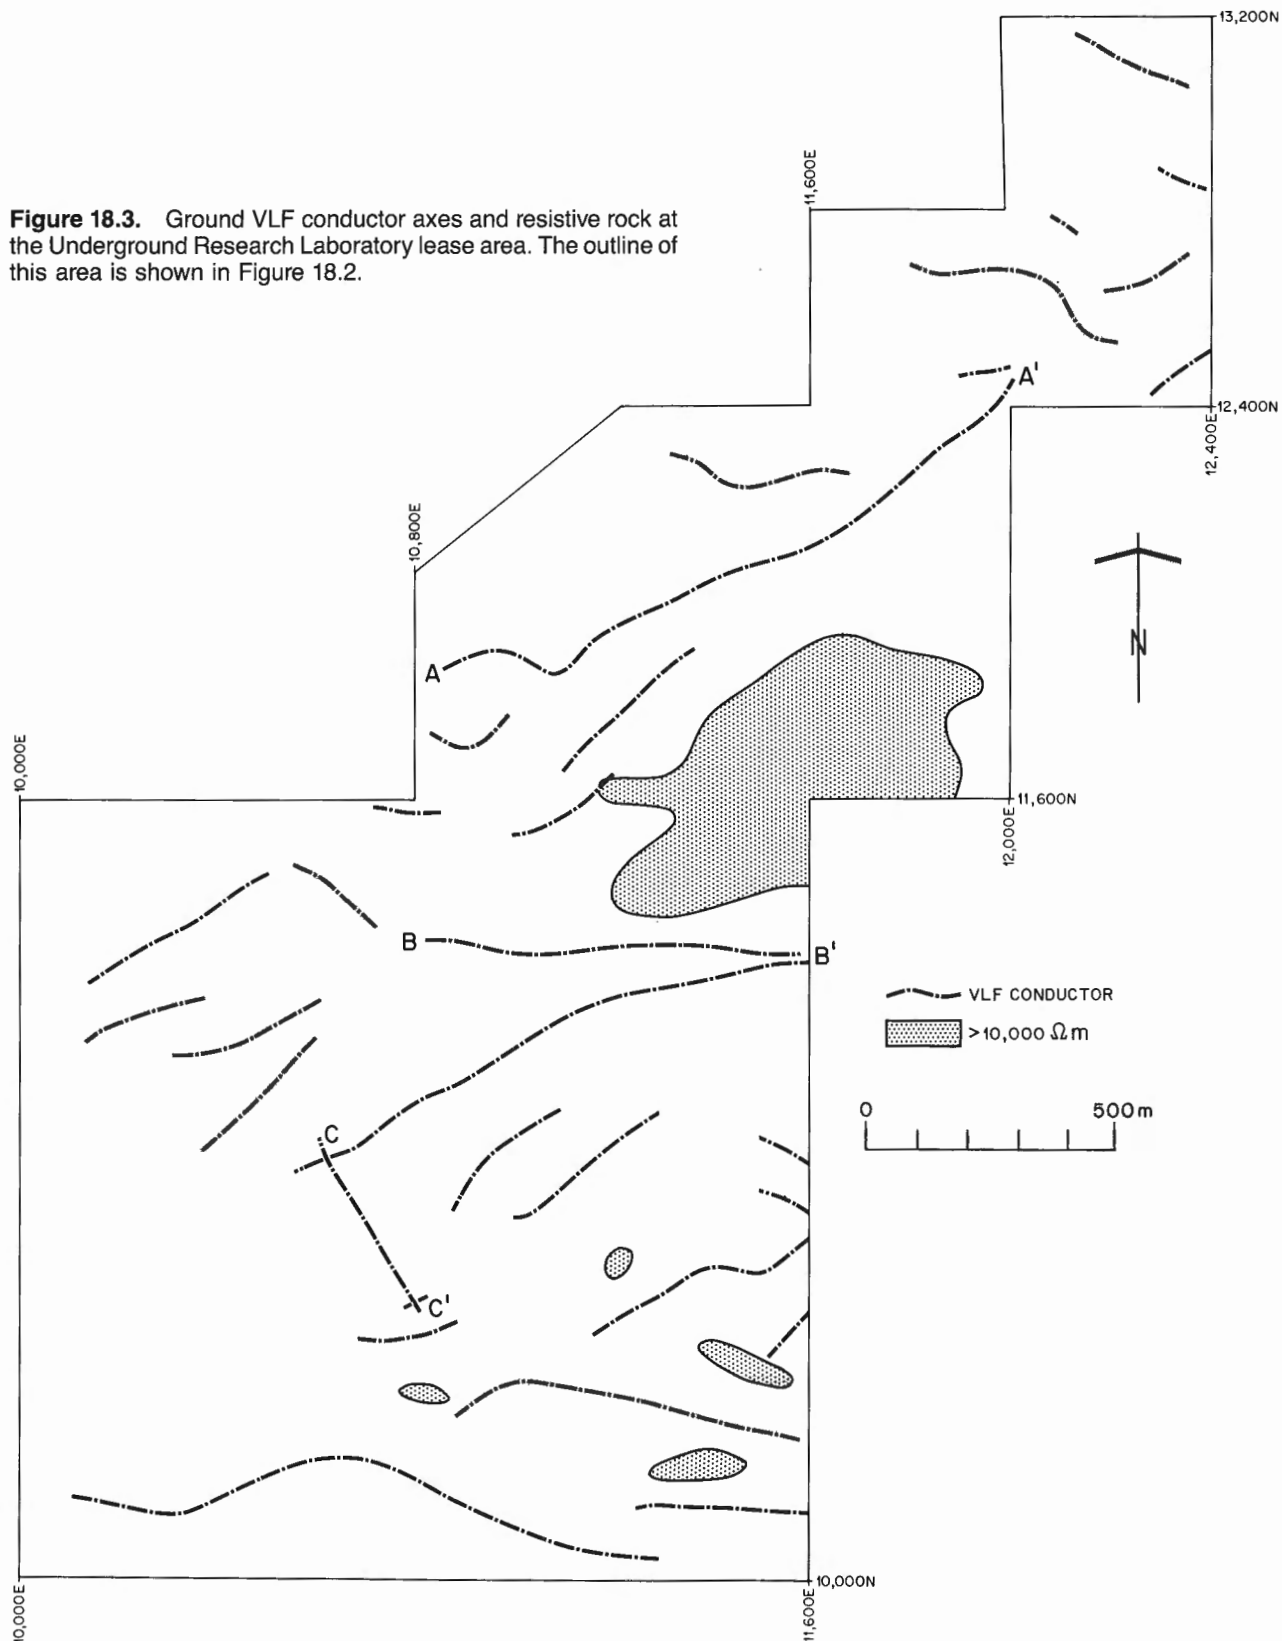 13,200N
11,600E
Figure 18.3. Ground VLF conductor axes and resistive rock at
the Underground Research Laboratory lease area. The outline of
this area is shown in Figure 18.2.
A'
12,400N
12,400E
10,800E
N
A
10,000E
11,600N
12,000E
B
B'
VLF CONDUCTOR
>10,000 Ωm
0 500m
C
C'
10,000N
10,000E
11,600E